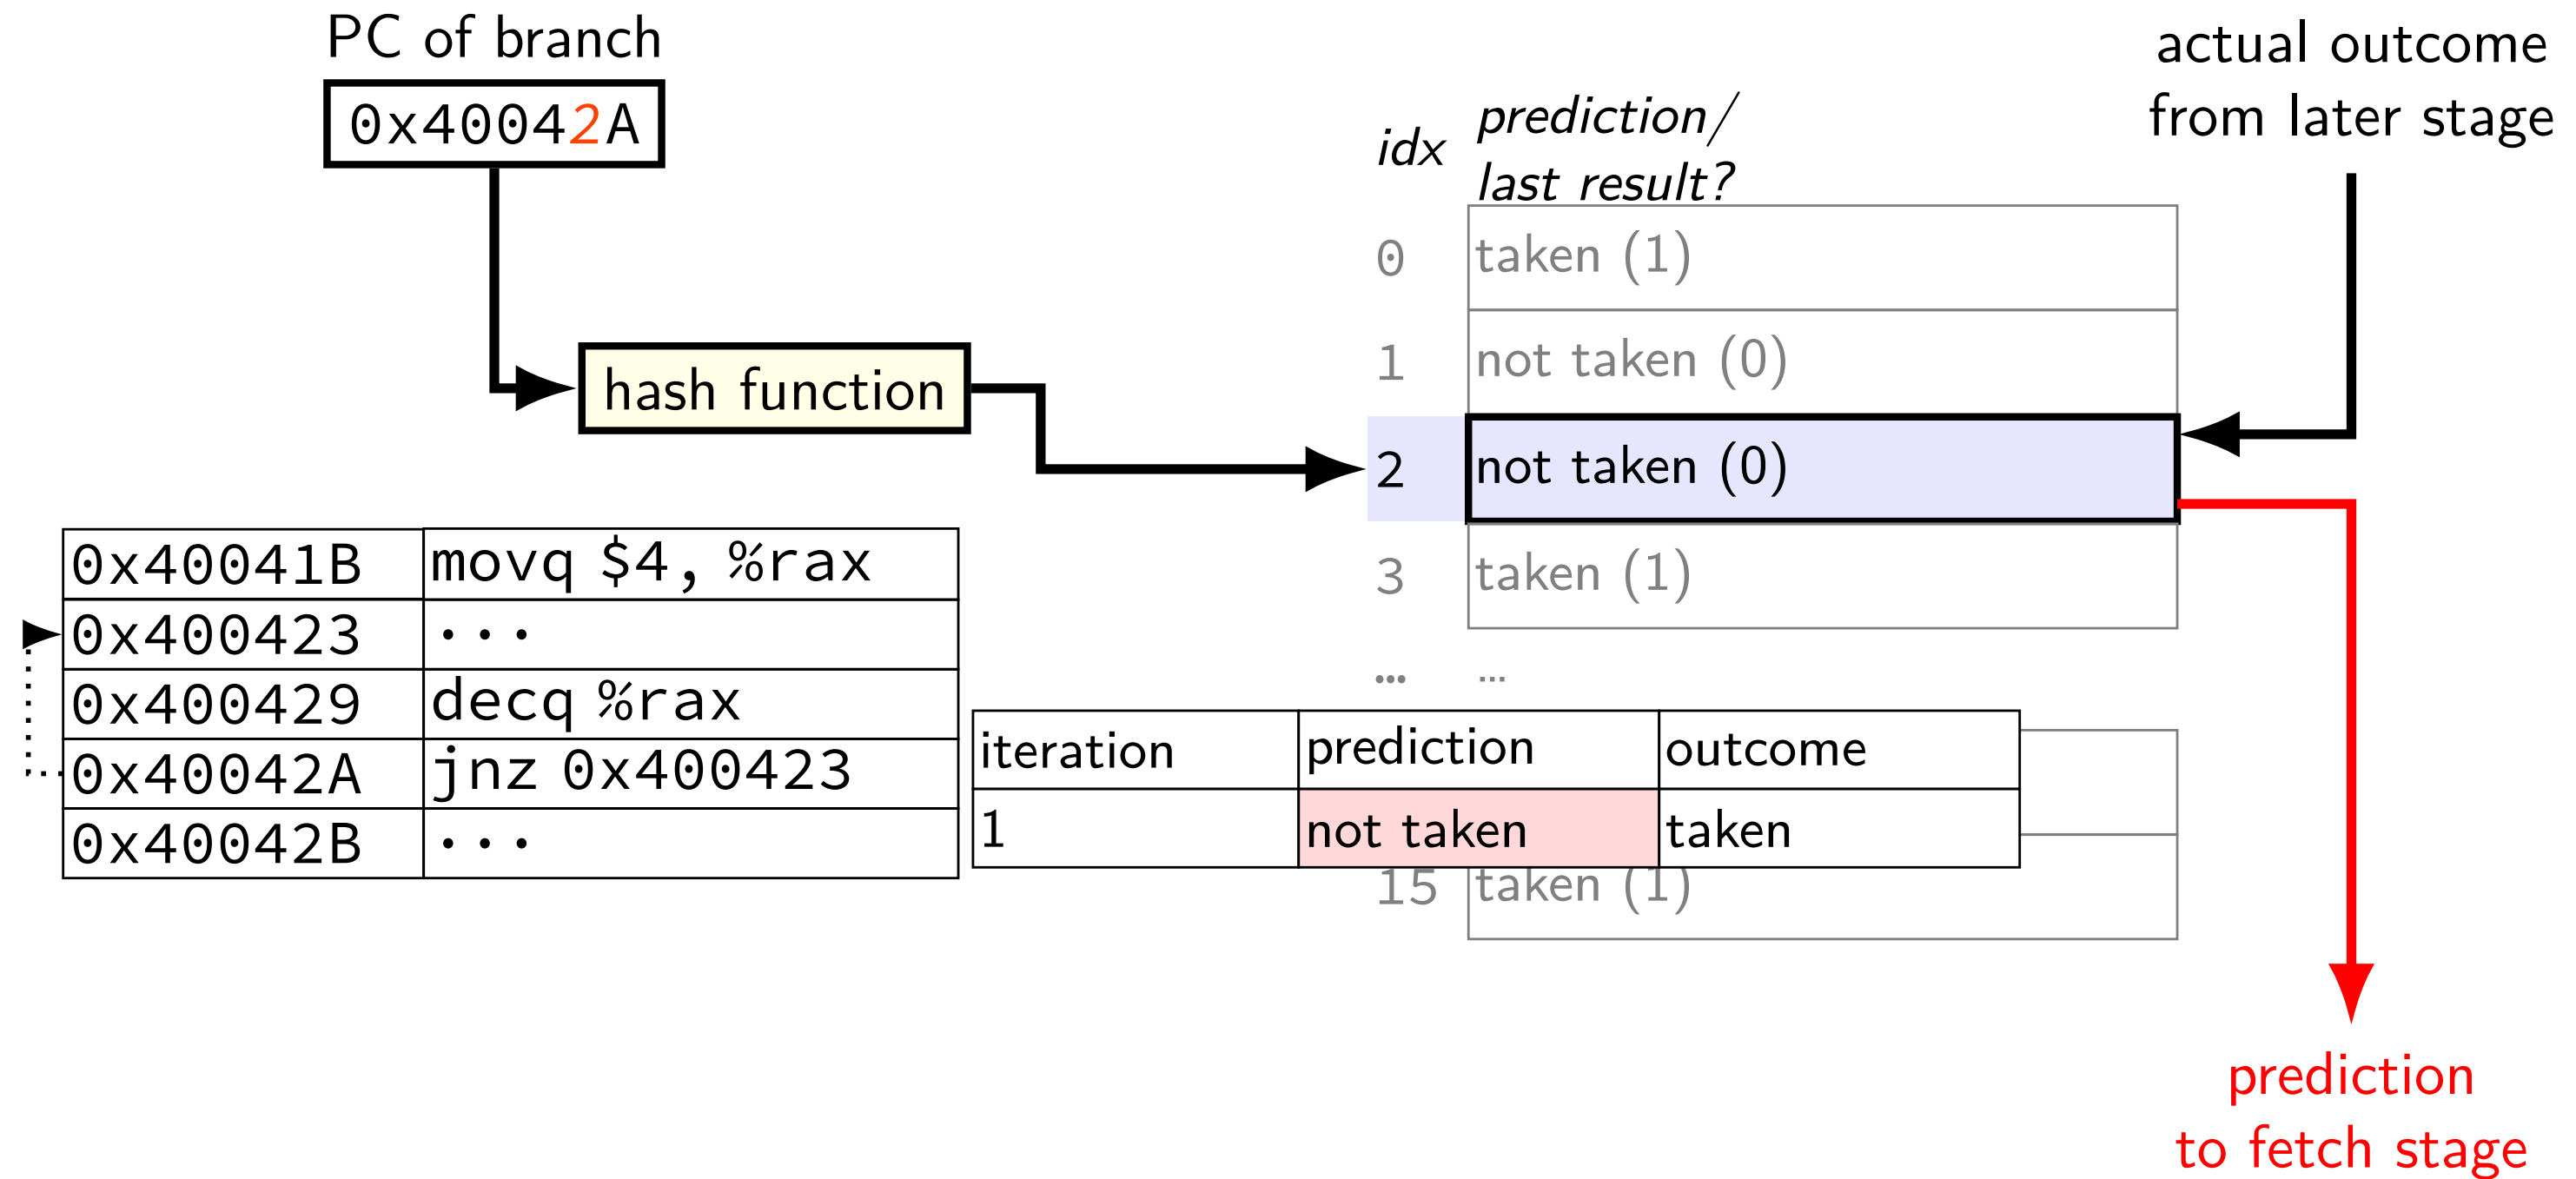 PC of branch
0x40042A
hash function
actual outcome
from later stage
idx prediction/
last result?
0 taken (1)
1 not taken (0)
2 not taken (0)
3 taken (1)
… …
15 taken (1)
0x40041B movq $4, %rax
0x400423 ...
0x400429 decq %rax
0x40042A jnz 0x400423
0x40042B ...
iteration prediction outcome
1 not taken taken
prediction
to fetch stage